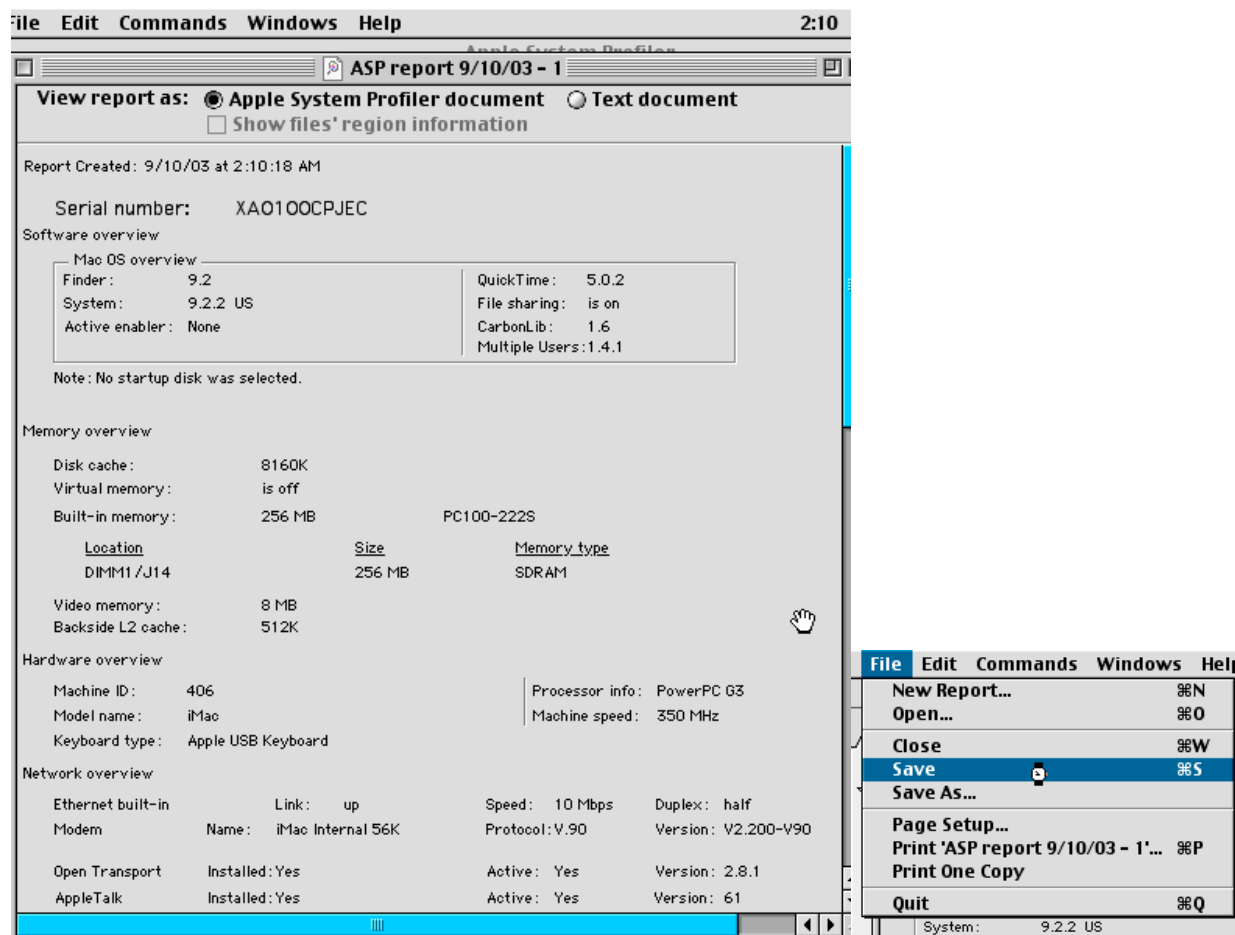 File Edit Commands Windows Help 2:10
Apple System Profiler
ASP report 9/10/03 - 1
View report as: Apple System Profiler document Text document
Show files' region information
Report Created: 9/10/03 at 2:10:18 AM
Serial number: XA0100CPJEC
Software overview
Mac OS overview
Finder: 9.2 QuickTime: 5.0.2
System: 9.2.2 US File sharing: is on
Active enabler: None CarbonLib: 1.6
Multiple Users: 1.4.1
Note: No startup disk was selected.
Memory overview
Disk cache: 8160K
Virtual memory: is off
Built-in memory: 256 MB PC100-222S
Location Size Memory type
DIMM1/J14 256 MB SDRAM
Video memory: 8 MB
Backside L2 cache: 512K
Hardware overview
Machine ID: 406 Processor info: PowerPC G3
Model name: iMac Machine speed: 350 MHz
Keyboard type: Apple USB Keyboard
Network overview
Ethernet built-in Link: up Speed: 10 Mbps Duplex: half
Modem Name: iMac Internal 56K Protocol: V.90 Version: V2.200-V90
Open Transport Installed: Yes Active: Yes Version: 2.8.1
AppleTalk Installed: Yes Active: Yes Version: 61
File Edit Commands Windows Help
New Report... ⌘N
Open... ⌘O
Close ⌘W
Save ⌘S
Save As...
Page Setup...
Print 'ASP report 9/10/03 - 1'... ⌘P
Print One Copy
Quit ⌘Q
System: 9.2.2 US